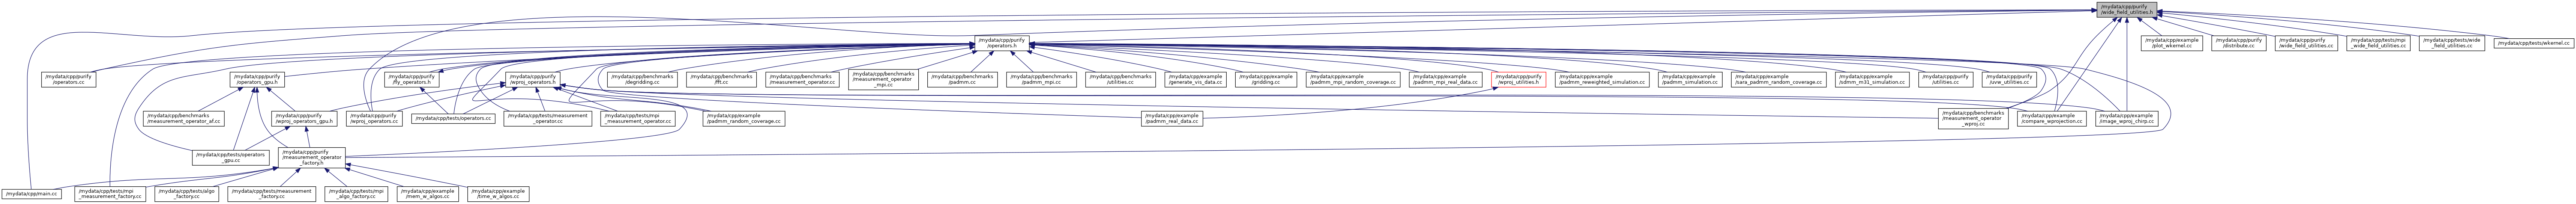 /mydata/cpp/purify
/wide_field_utilities.h
/mydata/cpp/purify
/operators.h
/mydata/cpp/example
/plot_wkernel.cc
/mydata/cpp/purify
/distribute.cc
/mydata/cpp/purify
/wide_field_utilities.cc
/mydata/cpp/tests/mpi
_wide_field_utilities.cc
/mydata/cpp/tests/wide
_field_utilities.cc
/mydata/cpp/tests/wkernel.cc
/mydata/cpp/purify
/operators.cc
/mydata/cpp/purify
/operators_gpu.h
/mydata/cpp/purify
/fly_operators.h
/mydata/cpp/purify
/wproj_operators.h
/mydata/cpp/benchmarks
/degridding.cc
/mydata/cpp/benchmarks
/fft.cc
/mydata/cpp/benchmarks
/measurement_operator.cc
/mydata/cpp/benchmarks
/measurement_operator
_mpi.cc
/mydata/cpp/benchmarks
/padmm.cc
/mydata/cpp/benchmarks
/padmm_mpi.cc
/mydata/cpp/benchmarks
/utilities.cc
/mydata/cpp/example
/generate_vis_data.cc
/mydata/cpp/example
/gridding.cc
/mydata/cpp/example
/padmm_mpi_random_coverage.cc
/mydata/cpp/example
/padmm_mpi_real_data.cc
/mydata/cpp/purify
/wproj_utilities.h
/mydata/cpp/example
/padmm_reweighted_simulation.cc
/mydata/cpp/example
/padmm_simulation.cc
/mydata/cpp/example
/sara_padmm_random_coverage.cc
/mydata/cpp/example
/sdmm_m31_simulation.cc
/mydata/cpp/purify
/utilities.cc
/mydata/cpp/purify
/uvw_utilities.cc
/mydata/cpp/benchmarks
/measurement_operator_af.cc
/mydata/cpp/purify
/wproj_operators_gpu.h
/mydata/cpp/purify
/wproj_operators.cc
/mydata/cpp/tests/operators.cc
/mydata/cpp/tests/measurement
_operator.cc
/mydata/cpp/tests/mpi
_measurement_operator.cc
/mydata/cpp/example
/padmm_random_coverage.cc
/mydata/cpp/example
/padmm_real_data.cc
/mydata/cpp/benchmarks
/measurement_operator
_wproj.cc
/mydata/cpp/example
/compare_wprojection.cc
/mydata/cpp/example
/image_wproj_chirp.cc
/mydata/cpp/tests/operators
_gpu.cc
/mydata/cpp/purify
/measurement_operator
_factory.h
/mydata/cpp/main.cc
/mydata/cpp/tests/mpi
_measurement_factory.cc
/mydata/cpp/tests/algo
_factory.cc
/mydata/cpp/tests/measurement
_factory.cc
/mydata/cpp/tests/mpi
_algo_factory.cc
/mydata/cpp/example
/mem_w_algos.cc
/mydata/cpp/example
/time_w_algos.cc